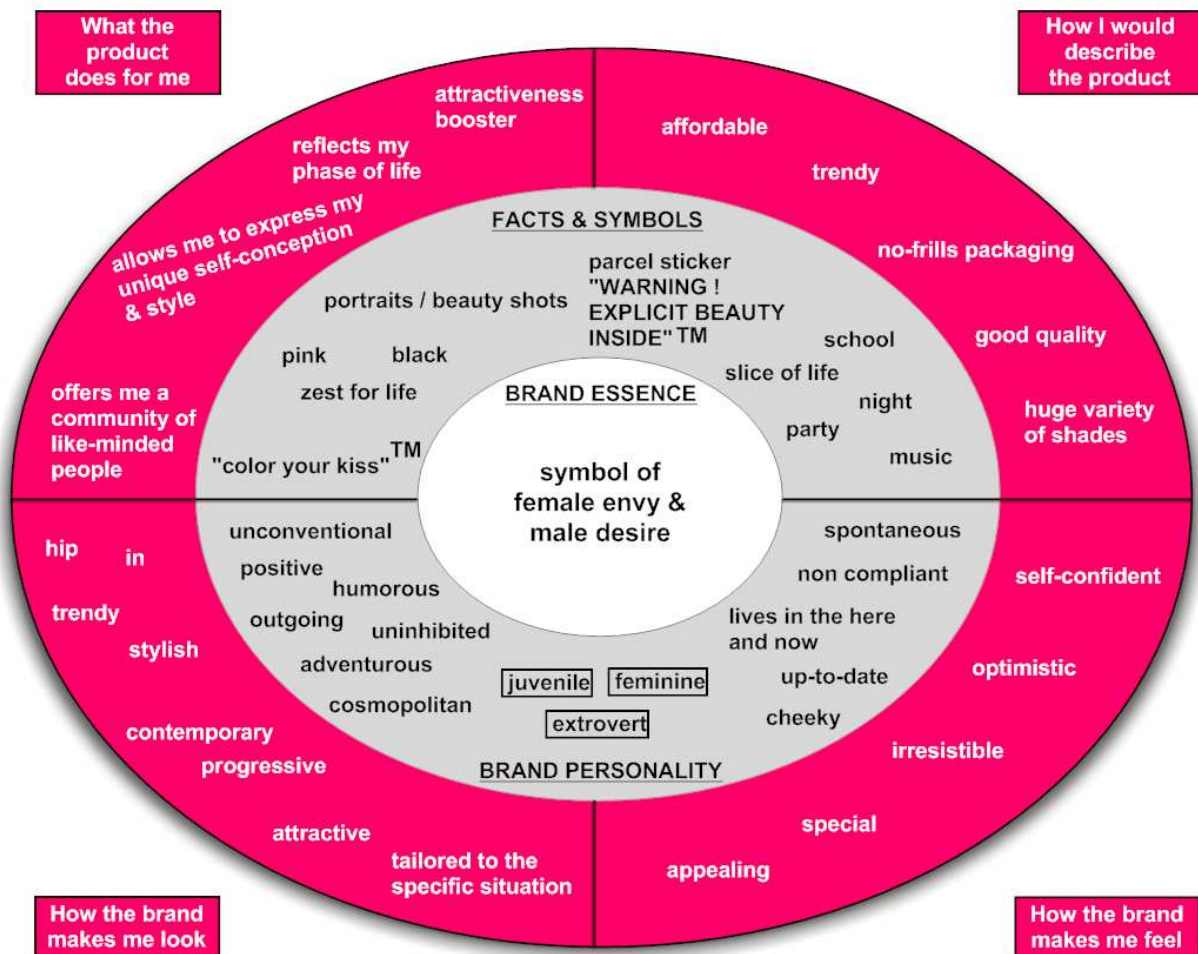 What the
product
does for me
How I would
describe
the product
attractiveness
booster
reflects my
phase of life
allows me to express my
unique self-conception
& style
offers me a
community of
like-minded
people
affordable
trendy
no-frills packaging
good quality
huge variety
of shades
FACTS & SYMBOLS
portraits / beauty shots
pink
black
zest for life
"color your kiss"™
parcel sticker
"WARNING !
EXPLICIT BEAUTY
INSIDE"™
school
slice of life
night
party
music
BRAND ESSENCE
symbol of
female envy &
male desire
unconventional
positive
humorous
outgoing
uninhibited
adventurous
cosmopolitan
juvenile
feminine
extrovert
spontaneous
non compliant
lives in the here
and now
up-to-date
cheeky
BRAND PERSONALITY
hip
in
trendy
stylish
contemporary
progressive
attractive
tailored to the
specific situation
self-confident
optimistic
irresistible
special
appealing
How the brand
makes me look
How the brand
makes me feel